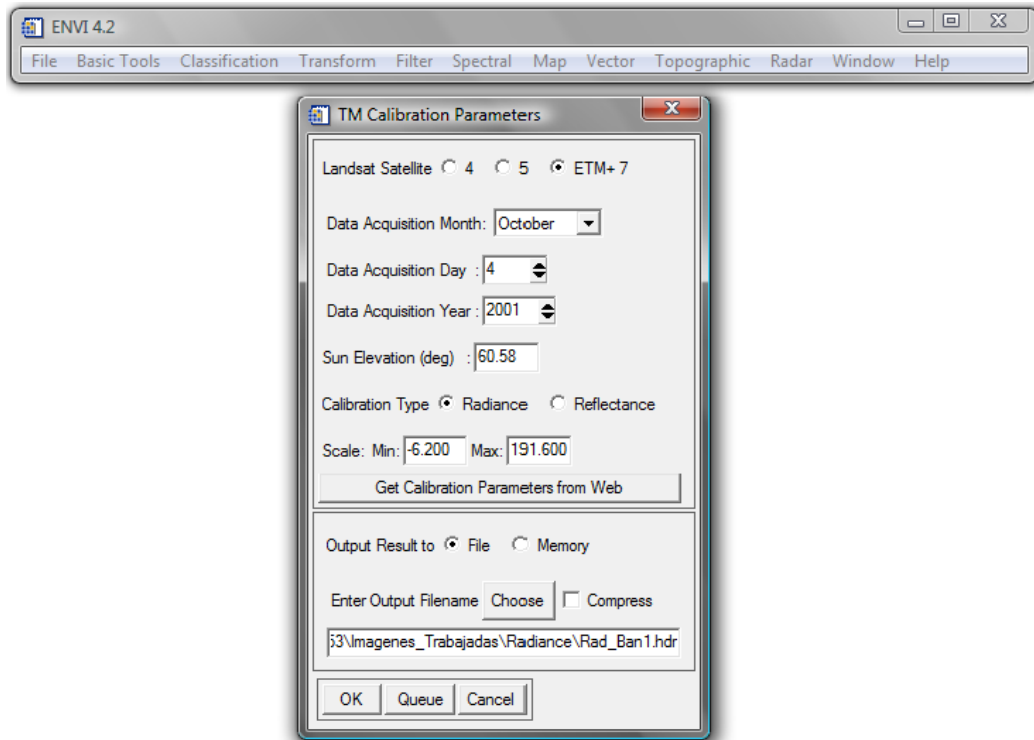 ENVI 4.2
File Basic Tools Classification Transform Filter Spectral Map Vector Topographic Radar Window Help
TM Calibration Parameters
Landsat Satellite 4 5 ETM+ 7
Data Acquisition Month: October
Data Acquisition Day : 4
Data Acquisition Year : 2001
Sun Elevation (deg) : 60.58
Calibration Type Radiance Reflectance
Scale: Min: -6.200 Max: 191.600
Get Calibration Parameters from Web
Output Result to File Memory
Enter Output Filename Choose Compress
53\Imagenes_Trabajadas\Radiance\Rad_Ban1.hdr
OK Queue Cancel